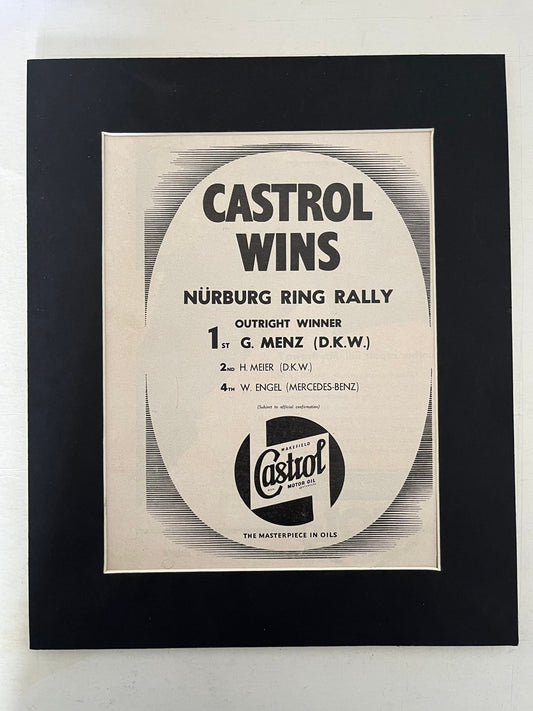 CASTROL
WINS
NÜRBURG RING RALLY
OUTRIGHT WINNER
1ST G. MENZ (D.K.W.)
2ND H. MEIER (D.K.W.)
4TH W. ENGEL (MERCEDES-BENZ)
(Subject to official confirmation)
WAKEFIELD
Castrol
MOTOR OIL
THE MASTERPIECE IN OILS